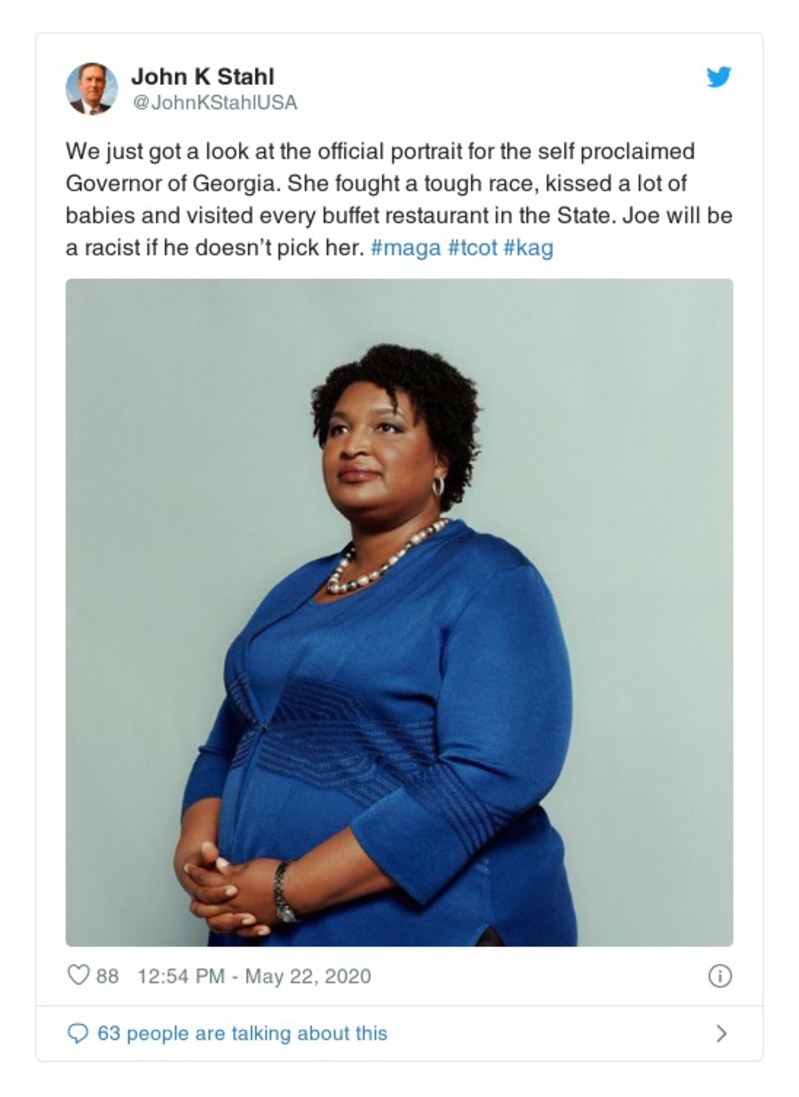 John K Stahl
@JohnKStahlUSA
We just got a look at the official portrait for the self proclaimed
Governor of Georgia. She fought a tough race, kissed a lot of
babies and visited every buffet restaurant in the State. Joe will be
a racist if he doesn’t pick her. #maga #tcot #kag
88 12:54 PM - May 22, 2020
63 people are talking about this